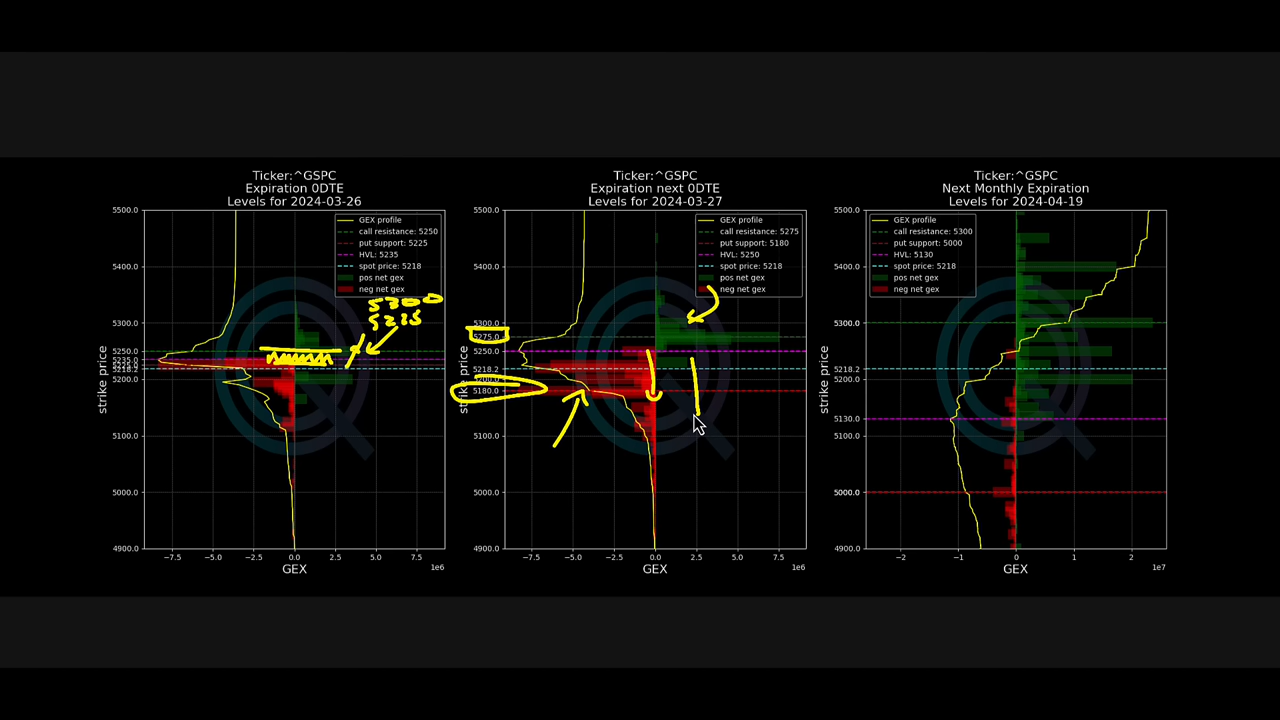 Ticker:^GSPC
Expiration 0DTE
Levels for 2024-03-26
5500.0
5400.0
5300.0
5250.0
5218.2
5200.0
5100.0
5000.0
4900.0
strike price
GEX profile
call resistance: 5250
put support: 5225
HVL: 5235
spot price: 5218
pos net gex
neg net gex
5300
−7.5 −5.0 −2.5 0.0 2.5 5.0 7.5
1e6
GEX
Ticker:^GSPC
Expiration next 0DTE
Levels for 2024-03-27
5500.0
5400.0
5300.0
5275.0
5250.0
5218.2
5180.0
5100.0
5000.0
4900.0
strike price
GEX profile
call resistance: 5275
put support: 5180
HVL: 5250
spot price: 5218
pos net gex
neg net gex
−7.5 −5.0 −2.5 0.0 2.5 5.0 7.5
1e6
GEX
Ticker:^GSPC
Next Monthly Expiration
Levels for 2024-04-19
5500.0
5400.0
5300.0
5218.2
5200.0
5130.0
5100.0
5000.0
4900.0
strike price
GEX profile
call resistance: 5300
put support: 5000
HVL: 5130
spot price: 5218
pos net gex
neg net gex
−2 −1 0 1 2
1e7
GEX